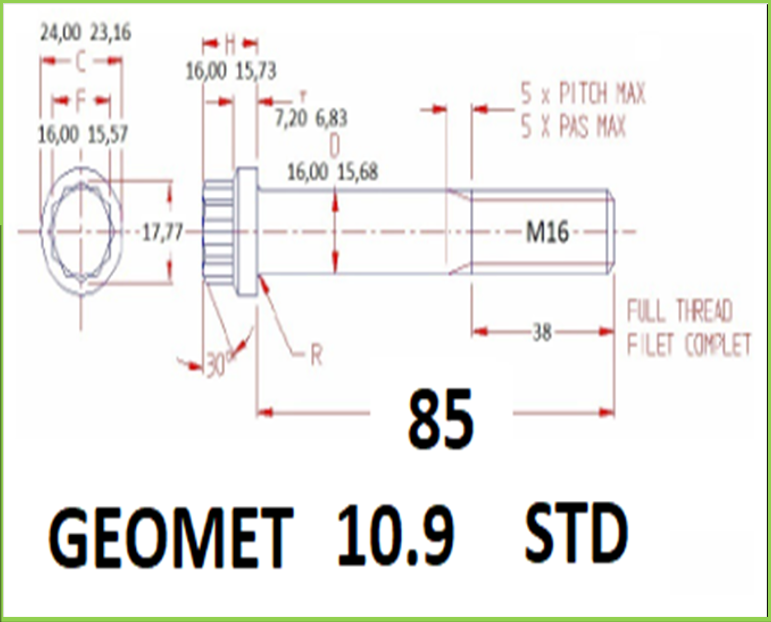 24,00 23,16
C
F
16,00 15,57
H
16,00 15,73
T
7,20 6,83
D
16,00 15,68
5 x PITCH MAX
5 X PAS MAX
17,77
M16
30°
R
38
FULL THREAD
FILET COMPLET
85
GEOMET 10.9 STD